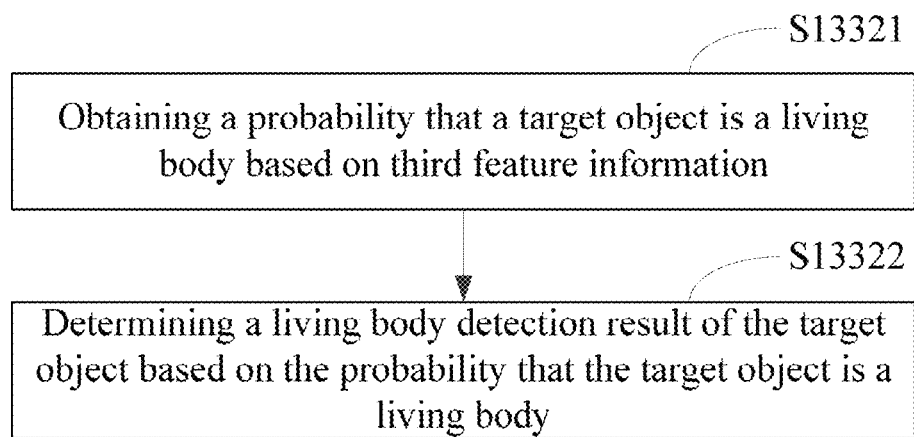 S13321
Obtaining a probability that a target object is a living
body based on third feature information
S13322
Determining a living body detection result of the target
object based on the probability that the target object is a
living body